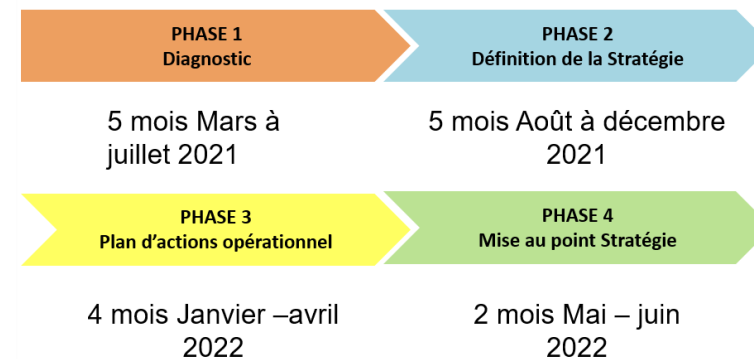 PHASE 1
Diagnostic
PHASE 2
Définition de la Stratégie
5 mois Mars à
juillet 2021
5 mois Août à décembre
2021
PHASE 3
Plan d’actions opérationnel
PHASE 4
Mise au point Stratégie
4 mois Janvier –avril
2022
2 mois Mai – juin
2022